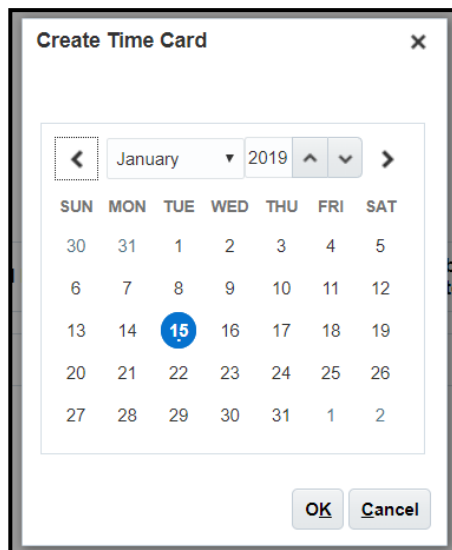 Create Time Card
January 2019
SUN MON TUE WED THU FRI SAT
30 31 1 2 3 4 5
6 7 8 9 10 11 12
13 14 15 16 17 18 19
20 21 22 23 24 25 26
27 28 29 30 31 1 2
OK Cancel